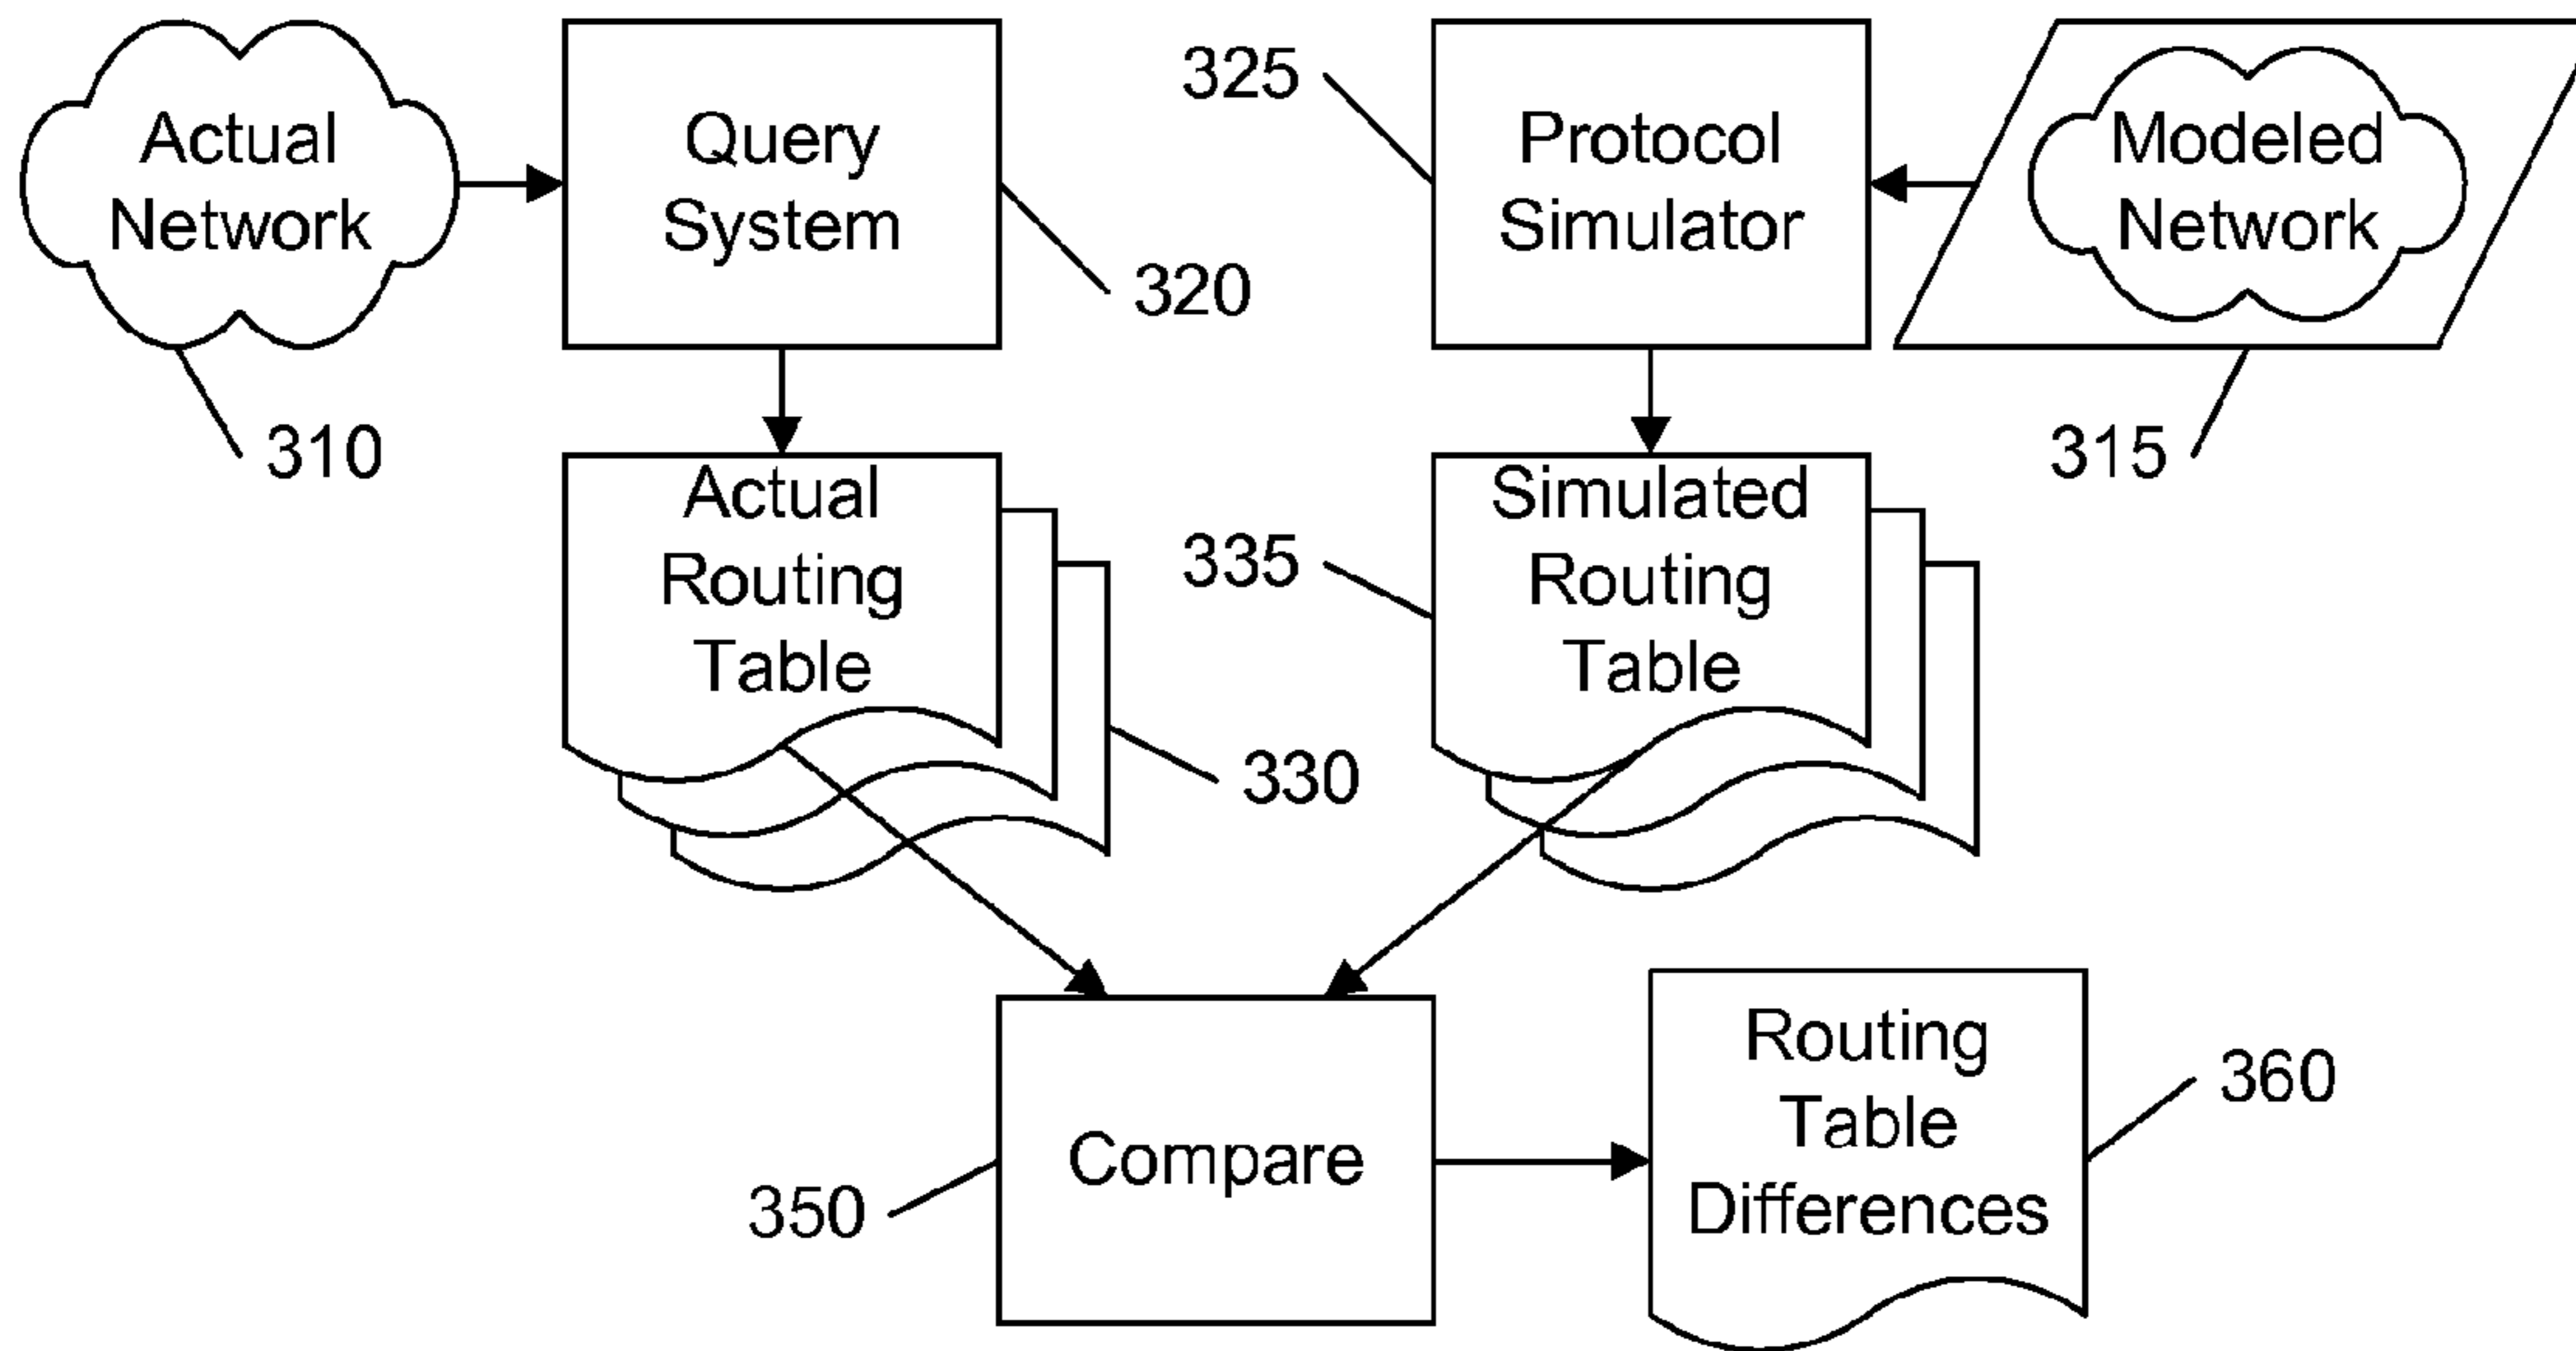 Actual
Network
Query
System
325
Protocol
Simulator
Modeled
Network
320
310
315
Actual
Routing
Table
335
Simulated
Routing
Table
330
Compare
350
Routing
Table
Differences
360